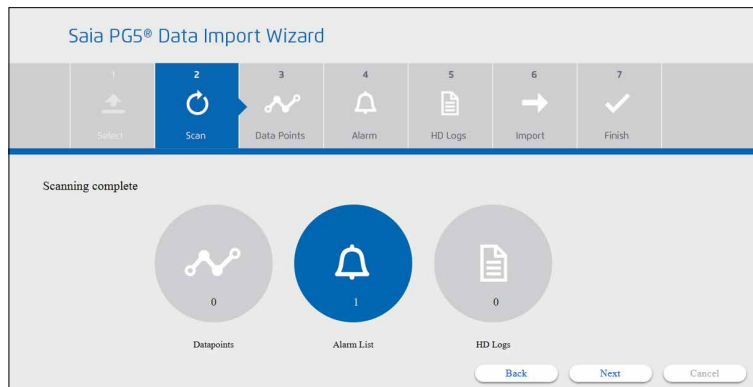 Saia PG5® Data Import Wizard
1 2 3 4 5 6 7
Select Scan Data Points Alarm HD Logs Import Finish
Scanning complete
0 1 0
Datapoints Alarm List HD Logs
Back Next Cancel